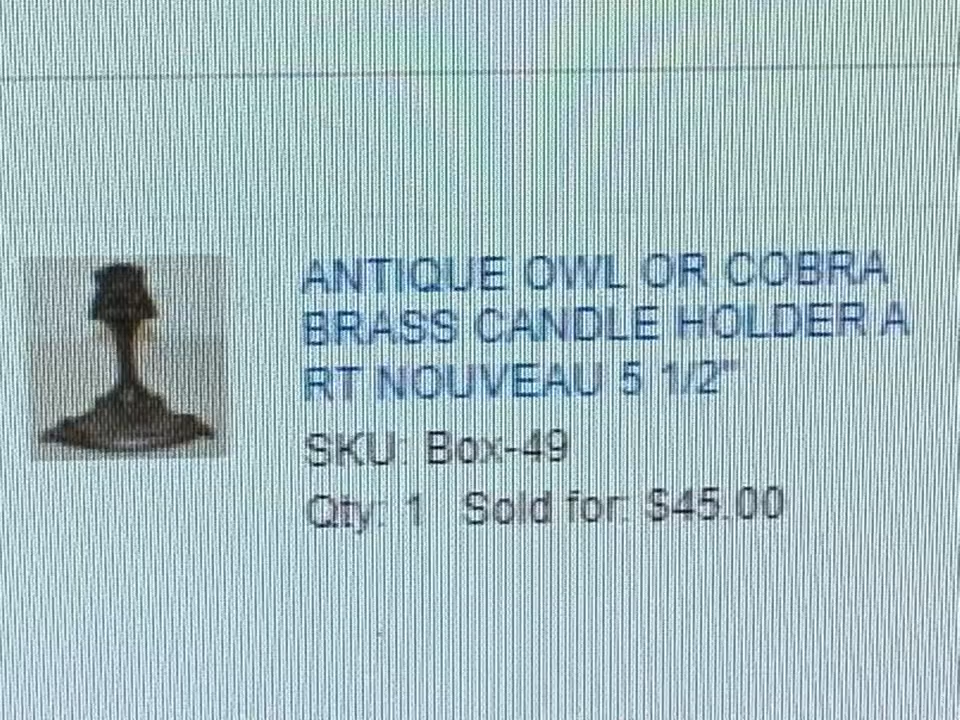 ANTIQUE OWL OR COBRA
BRASS CANDLE HOLDER A
RT NOUVEAU 5 1/2"
SKU: Box-49
Qty: 1 Sold for: $45.00